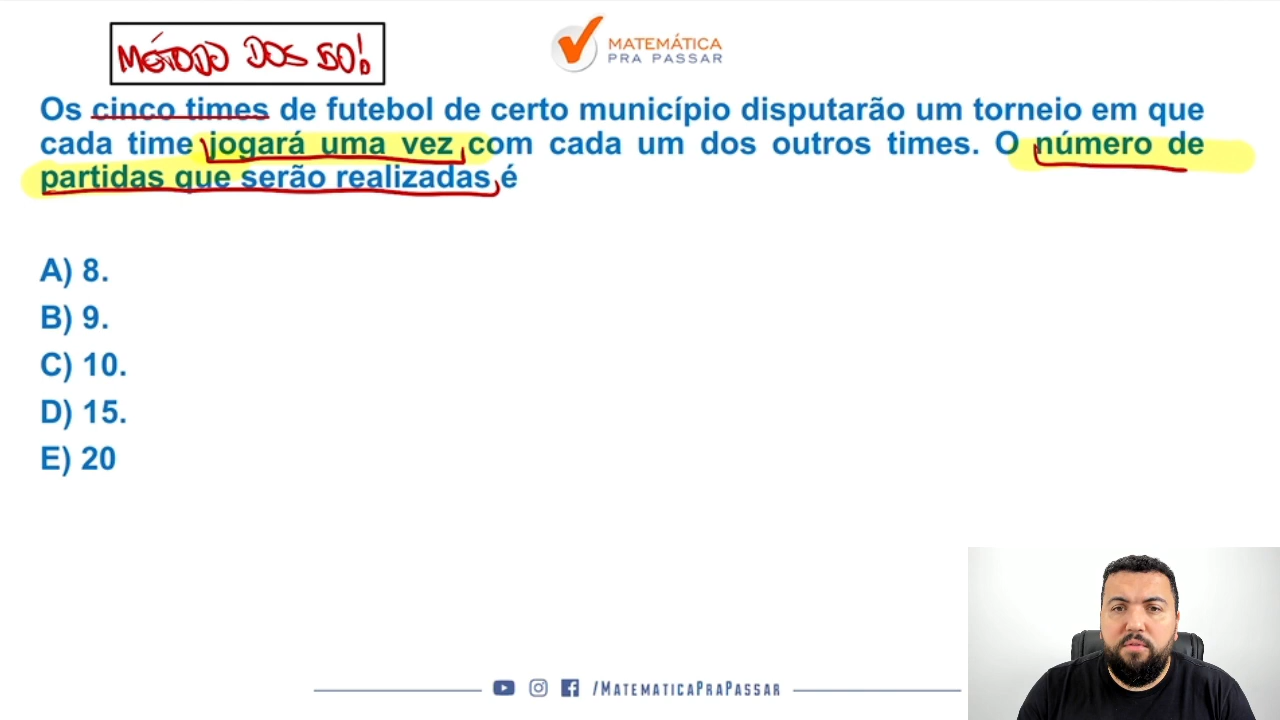 MÉTODO DOS 50!
MATEMÁTICA
PRA PASSAR
Os cinco times de futebol de certo município disputarão um torneio em que
cada time jogará uma vez com cada um dos outros times. O número de
partidas que serão realizadas é
A) 8.
B) 9.
C) 10.
D) 15.
E) 20
/MATEMATICAPRAPASSAR